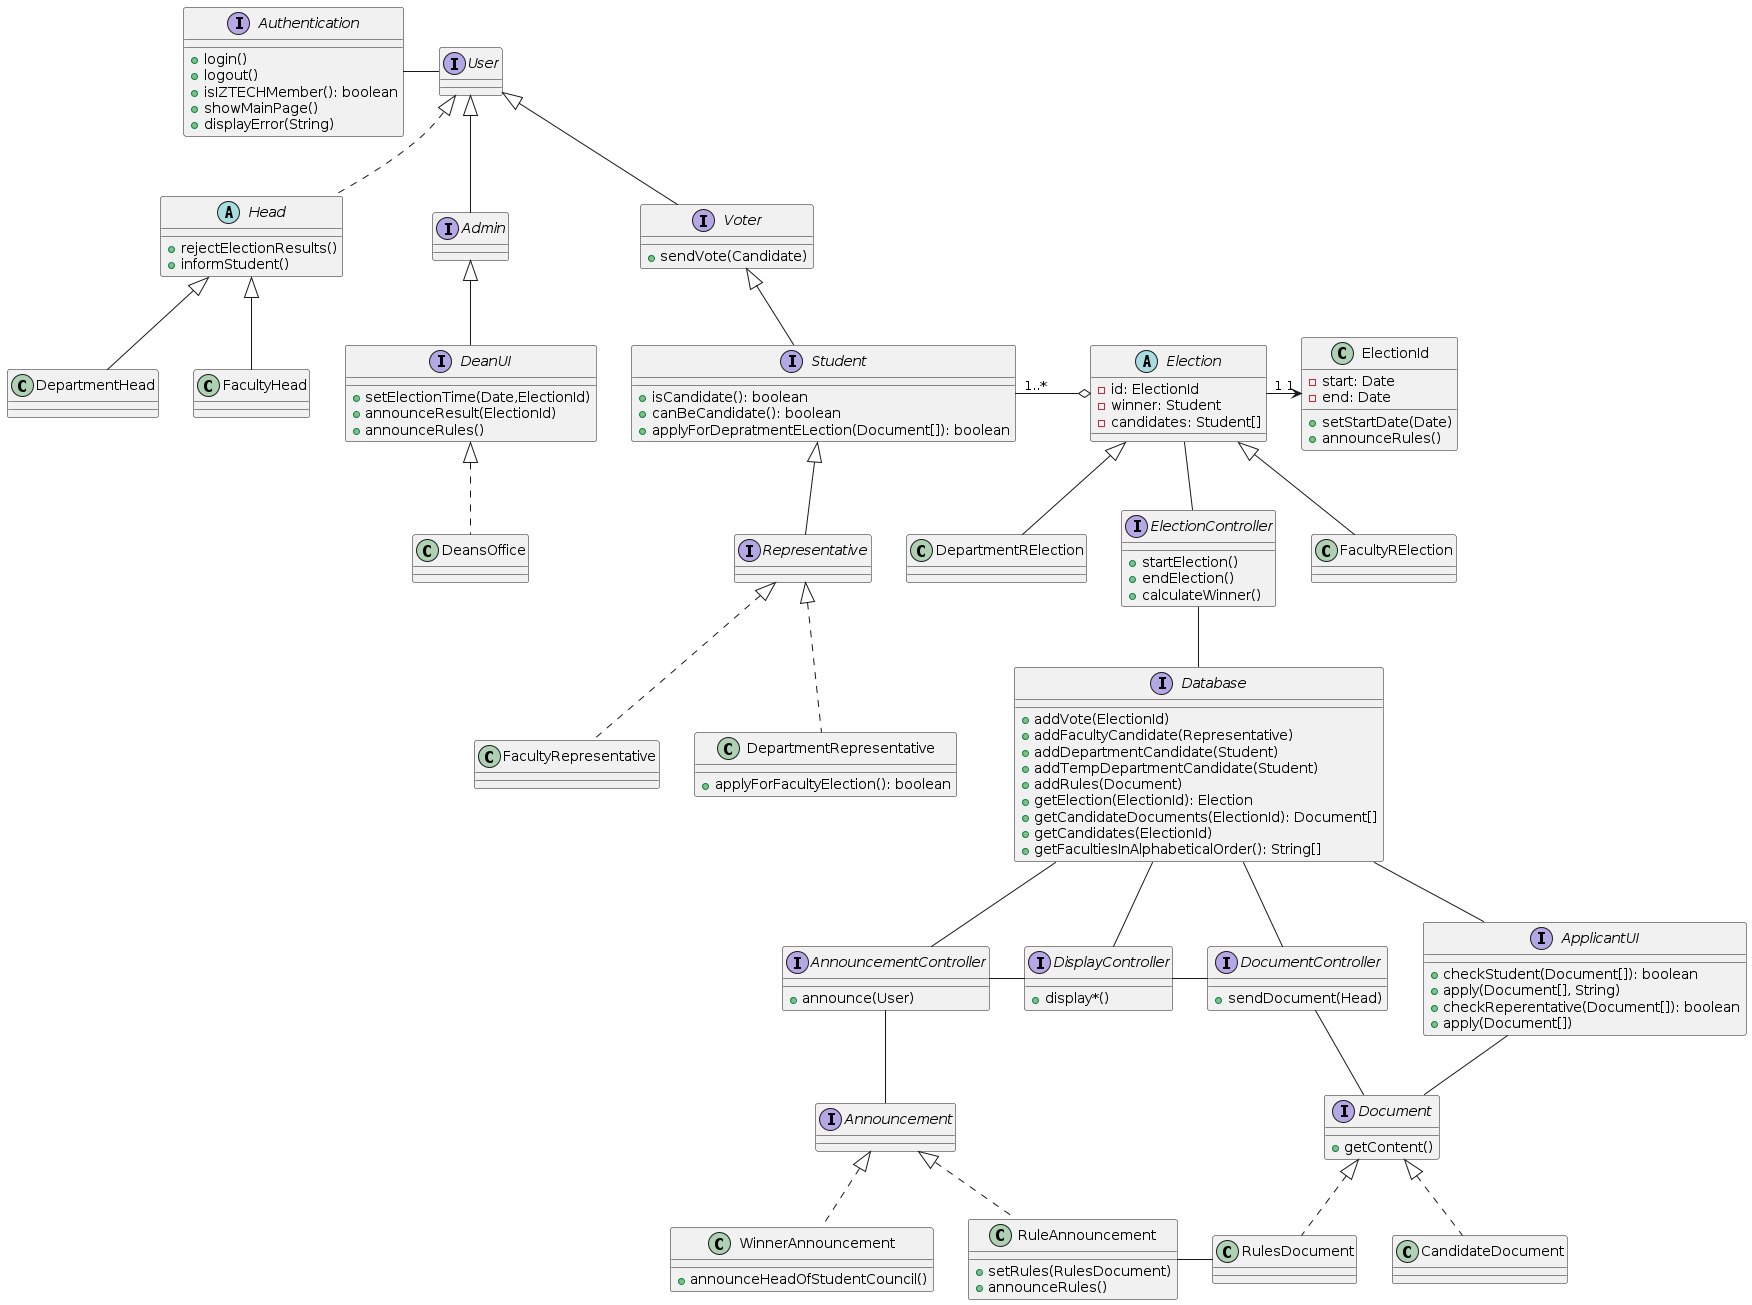 I Authentication
login()
logout()
isIZTECHMember(): boolean
showMainPage()
displayError(String)
I User
A Head
rejectElectionResults()
informStudent()
I Admin
I Voter
sendVote(Candidate)
C DepartmentHead
C FacultyHead
I DeanUI
setElectionTime(Date,ElectionId)
announceResult(ElectionId)
announceRules()
I Student
isCandidate(): boolean
canBeCandidate(): boolean
applyForDepratmentELection(Document[]): boolean
1..*
A Election
id: ElectionId
winner: Student
candidates: Student[]
1 1
C ElectionId
start: Date
end: Date
setStartDate(Date)
announceRules()
C DeansOffice
I Representative
C DepartmentRElection
I ElectionController
startElection()
endElection()
calculateWinner()
C FacultyRElection
C FacultyRepresentative
C DepartmentRepresentative
applyForFacultyElection(): boolean
I Database
addVote(ElectionId)
addFacultyCandidate(Representative)
addDepartmentCandidate(Student)
addTempDepartmentCandidate(Student)
addRules(Document)
getElection(ElectionId): Election
getCandidateDocuments(ElectionId): Document[]
getCandidates(ElectionId)
getFacultiesInAlphabeticalOrder(): String[]
I AnnouncementController
announce(User)
I DisplayController
display*()
I DocumentController
sendDocument(Head)
I ApplicantUI
checkStudent(Document[]): boolean
apply(Document[], String)
checkReperentative(Document[]): boolean
apply(Document[])
I Announcement
I Document
getContent()
C WinnerAnnouncement
announceHeadOfStudentCouncil()
C RuleAnnouncement
setRules(RulesDocument)
announceRules()
C RulesDocument
C CandidateDocument